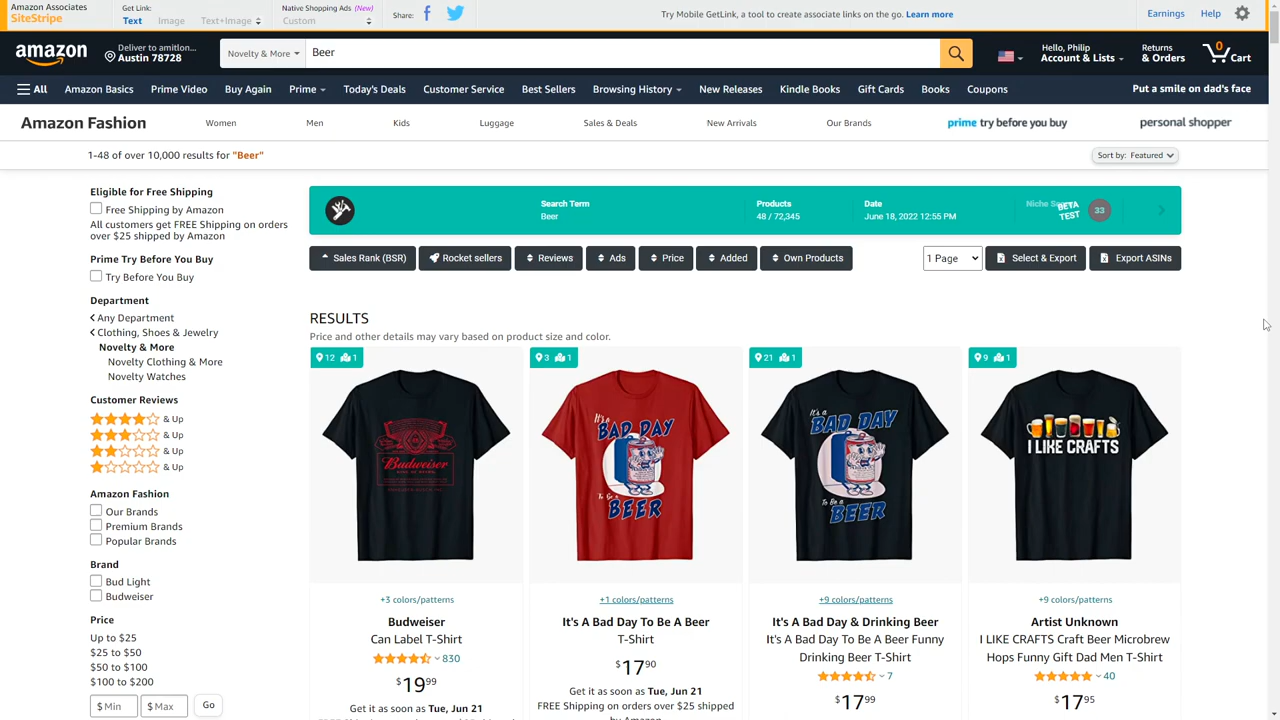 Amazon Associates
SiteStripe
Get Link:
Text Image Text+Image
Native Shopping Ads (New)
Custom
Share:
Try Mobile GetLink, a tool to create associate links on the go. Learn more
Earnings Help
amazon
Deliver to amitlon...
Austin 78728
Novelty & More
Beer
Hello, Philip
Account & Lists
Returns
& Orders
0
Cart
All Amazon Basics Prime Video Buy Again Prime Today's Deals Customer Service Best Sellers Browsing History New Releases Kindle Books Gift Cards Books Coupons Put a smile on dad's face
Amazon Fashion Women Men Kids Luggage Sales & Deals New Arrivals Our Brands prime try before you buy personal shopper
1-48 of over 10,000 results for "Beer"
Sort by: Featured
Eligible for Free Shipping
Free Shipping by Amazon
All customers get FREE Shipping on orders
over $25 shipped by Amazon
Prime Try Before You Buy
Try Before You Buy
Department
Any Department
Clothing, Shoes & Jewelry
Novelty & More
Novelty Clothing & More
Novelty Watches
Customer Reviews
& Up
& Up
& Up
& Up
Amazon Fashion
Our Brands
Premium Brands
Popular Brands
Brand
Bud Light
Budweiser
Price
Up to $25
$25 to $50
$50 to $100
$100 to $200
$ Min $ Max Go
Search Term
Beer
Products
48 / 72,345
Date
June 18, 2022 12:55 PM
BETA
TEST
33
Sales Rank (BSR) Rocket sellers Reviews Ads Price Added Own Products 1 Page Select & Export Export ASINs
RESULTS
Price and other details may vary based on product size and color.
12 1
Budweiser
+3 colors/patterns
Budweiser
Can Label T-Shirt
830
$19 99
Get it as soon as Tue, Jun 21
3 1
It's A
BAD DAY
To Be A
BEER
+1 colors/patterns
It's A Bad Day To Be A Beer
T-Shirt
$17 90
Get it as soon as Tue, Jun 21
FREE Shipping on orders over $25 shipped
by Amazon
21 1
It's A
BAD DAY
To Be A
BEER
+9 colors/patterns
It's A Bad Day & Drinking Beer
It's A Bad Day To Be A Beer Funny
Drinking Beer T-Shirt
7
$17 99
9 1
I LIKE CRAFTS
+9 colors/patterns
Artist Unknown
I LIKE CRAFTS Craft Beer Microbrew
Hops Funny Gift Dad Men T-Shirt
40
$17 95